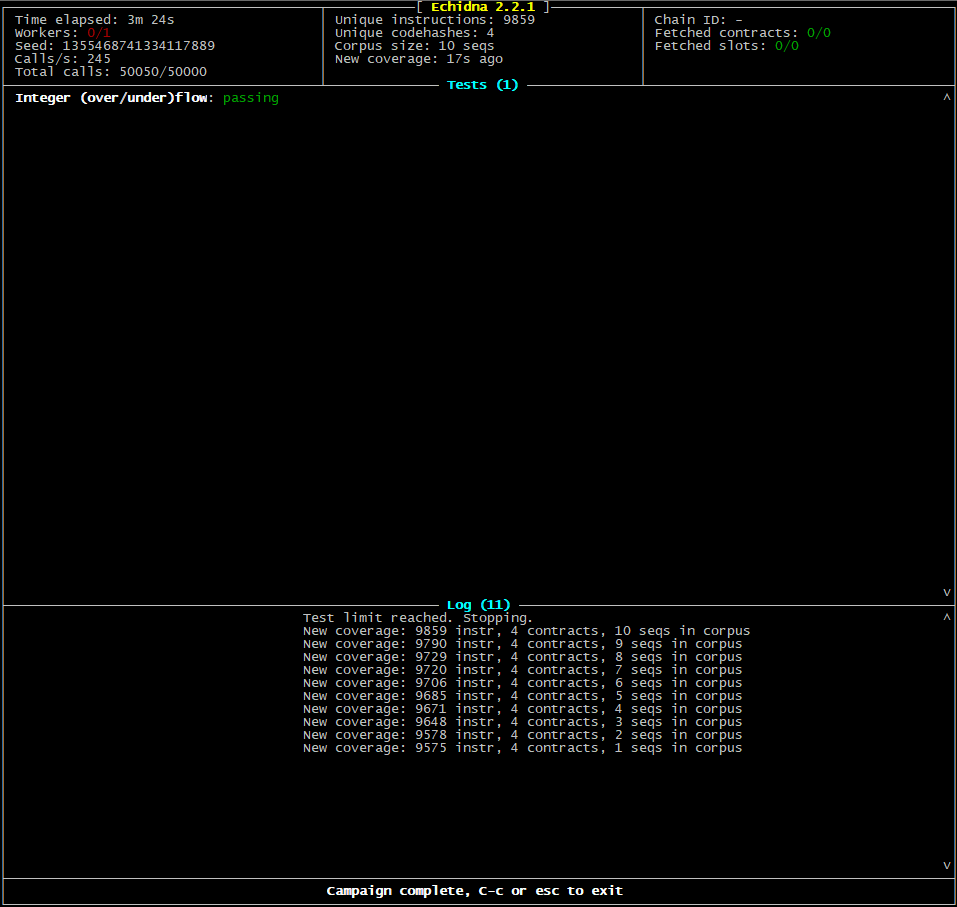 [ Echidna 2.2.1 ]
Time elapsed: 3m 24s
Workers: 0/1
Seed: 1355468741334117889
Calls/s: 245
Total calls: 50050/50000
Unique instructions: 9859
Unique codehashes: 4
Corpus size: 10 seqs
New coverage: 17s ago
Chain ID: -
Fetched contracts: 0/0
Fetched slots: 0/0
Tests (1)
Integer (over/under)flow: passing
^
v
Log (11)
^
Test limit reached. Stopping.
New coverage: 9859 instr, 4 contracts, 10 seqs in corpus
New coverage: 9790 instr, 4 contracts, 9 seqs in corpus
New coverage: 9729 instr, 4 contracts, 8 seqs in corpus
New coverage: 9720 instr, 4 contracts, 7 seqs in corpus
New coverage: 9706 instr, 4 contracts, 6 seqs in corpus
New coverage: 9685 instr, 4 contracts, 5 seqs in corpus
New coverage: 9671 instr, 4 contracts, 4 seqs in corpus
New coverage: 9648 instr, 4 contracts, 3 seqs in corpus
New coverage: 9578 instr, 4 contracts, 2 seqs in corpus
New coverage: 9575 instr, 4 contracts, 1 seqs in corpus
v
Campaign complete, C-c or esc to exit